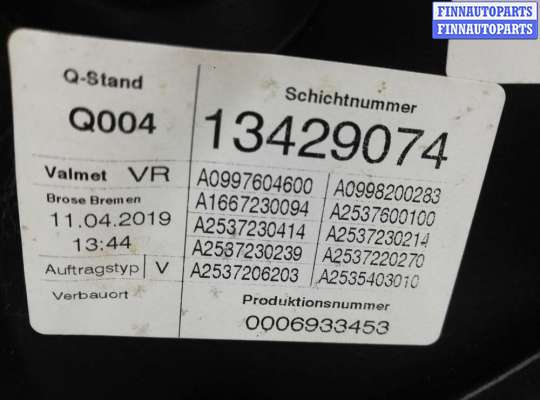 FINNAUTOPARTS
FINNAUTOPARTS
Q-Stand
Q004
Schichtnummer
13429074
Valmet VR
Brose Bremen
11.04.2019
13:44
Auftragstyp V
Verbauort
A0997604600 A0998200283
A1667230094 A2537600100
A2537230414 A2537230214
A2537230239 A2537220270
A2537206203 A2535403010
Produktionsnummer
0006933453